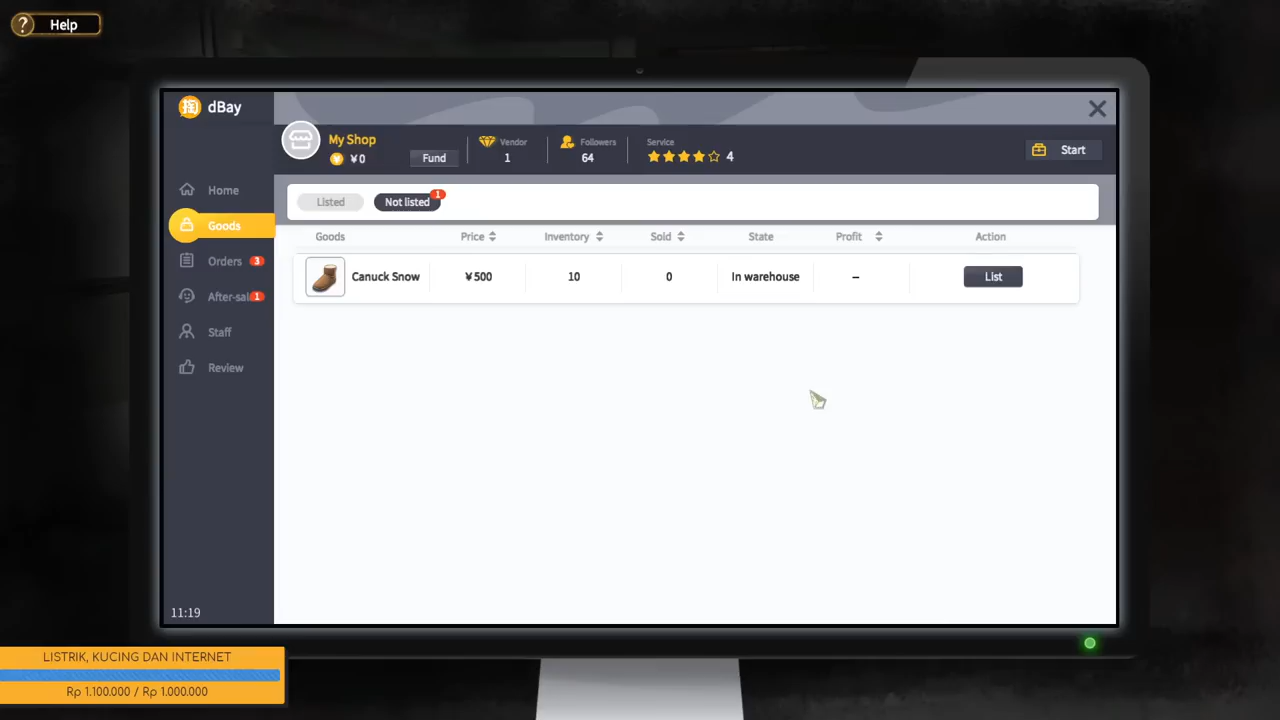 ? Help
淘 dBay
My Shop
¥0
Fund
Vendor
1
Followers
64
Service
4
Start
Home
Goods
Orders 3
After-sal 1
Staff
Review
Listed
Not listed 1
Goods Price Inventory Sold State Profit Action
Canuck Snow ¥500 10 0 In warehouse – List
11:19
LISTRIK, KUCING DAN INTERNET
Rp 1.100.000 / Rp 1.000.000